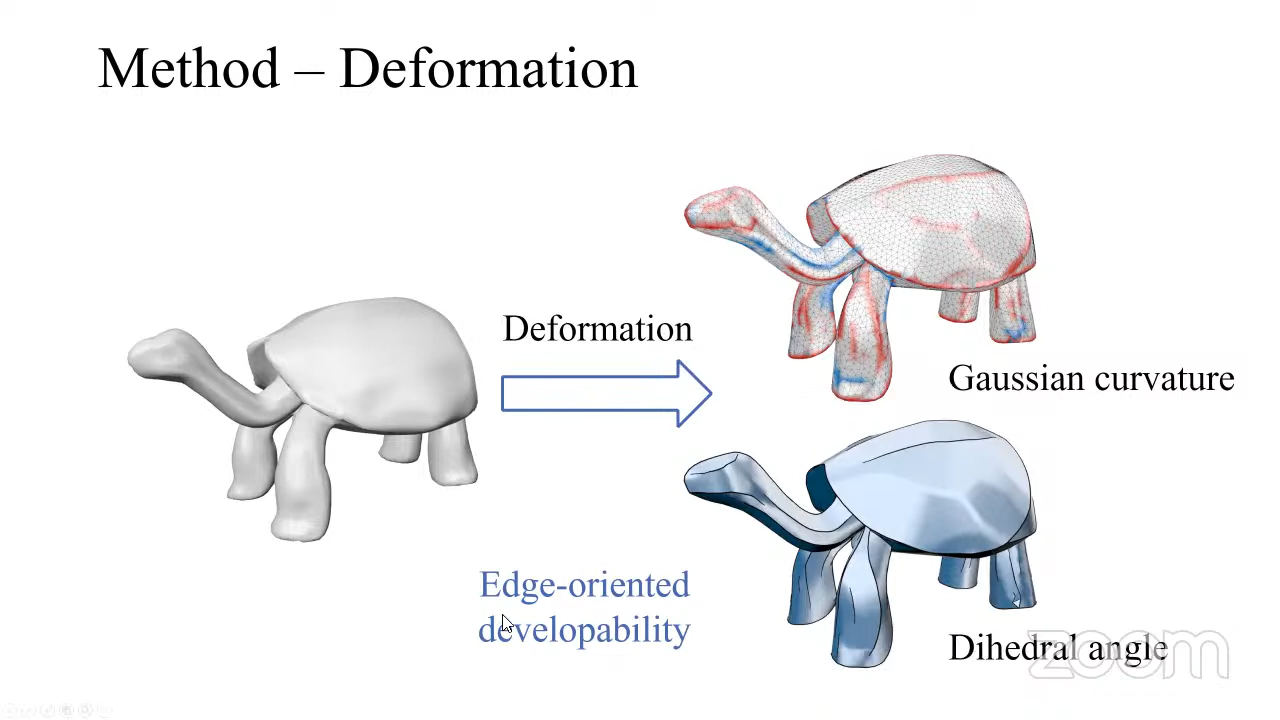 Method – Deformation
Deformation
Gaussian curvature
Edge-oriented
developability
Dihedral angle
zoom